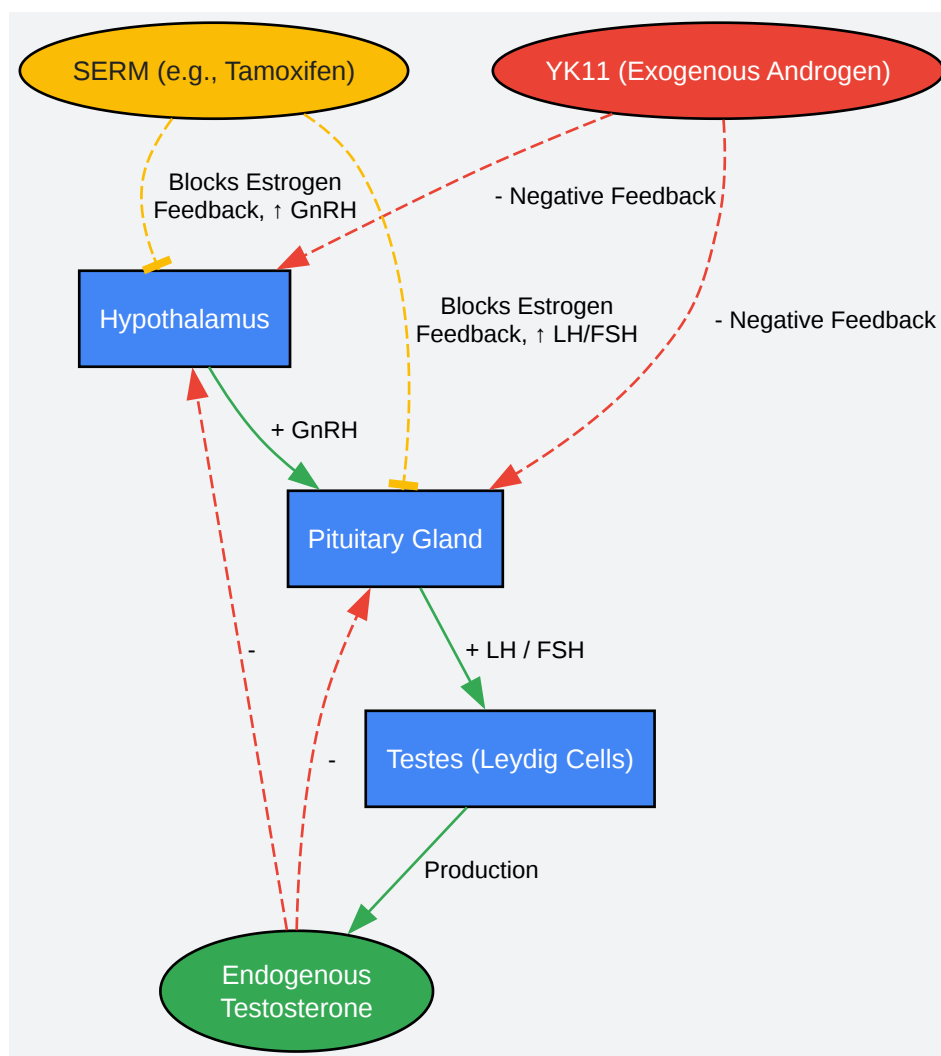 SERM (e.g., Tamoxifen)
YK11 (Exogenous Androgen)
Blocks Estrogen
Feedback, ↑ GnRH
- Negative Feedback
Hypothalamus
Blocks Estrogen
Feedback, ↑ LH/FSH
- Negative Feedback
+ GnRH
Pituitary Gland
+ LH / FSH
-
-
Testes (Leydig Cells)
Production
Endogenous
Testosterone